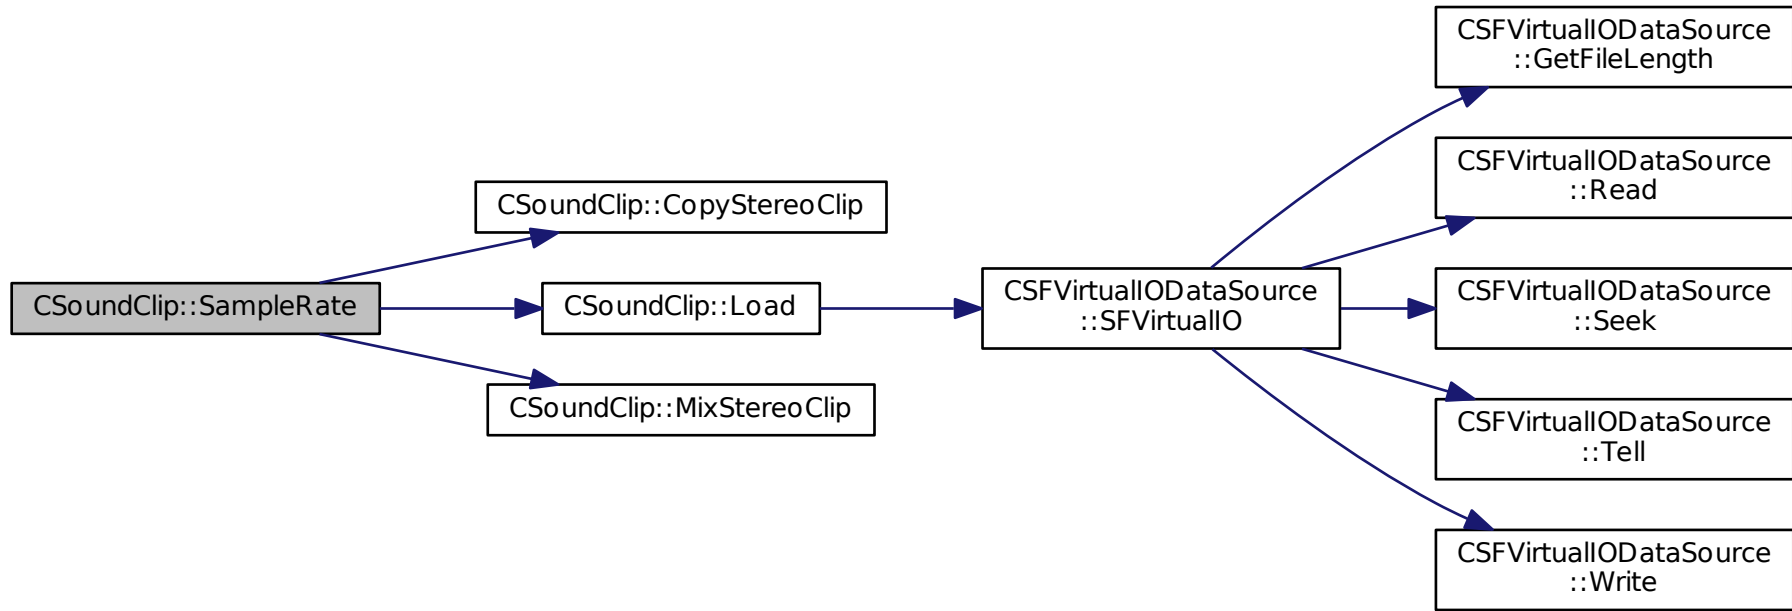 CSoundClip::SampleRate
CSoundClip::CopyStereoClip
CSoundClip::Load
CSoundClip::MixStereoClip
CSFVirtualIODataSource
::SFVirtualIO
CSFVirtualIODataSource
::GetFileLength
CSFVirtualIODataSource
::Read
CSFVirtualIODataSource
::Seek
CSFVirtualIODataSource
::Tell
CSFVirtualIODataSource
::Write